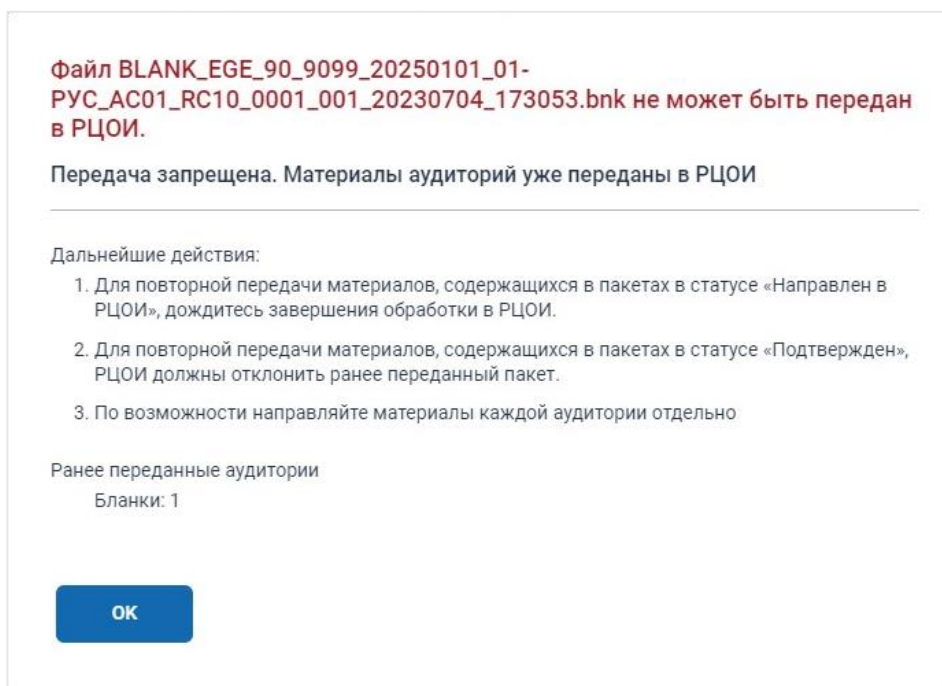 Файл BLANK_EGE_90_9099_20250101_01-
РУС_AC01_RC10_0001_001_20230704_173053.bnk не может быть передан
в РЦОИ.
Передача запрещена. Материалы аудиторий уже переданы в РЦОИ
Дальнейшие действия:
1. Для повторной передачи материалов, содержащихся в пакетах в статусе «Направлен в
РЦОИ», дождитесь завершения обработки в РЦОИ.
2. Для повторной передачи материалов, содержащихся в пакетах в статусе «Подтвержден»,
РЦОИ должны отклонить ранее переданный пакет.
3. По возможности направляйте материалы каждой аудитории отдельно
Ранее переданные аудитории
Бланки: 1
ОК